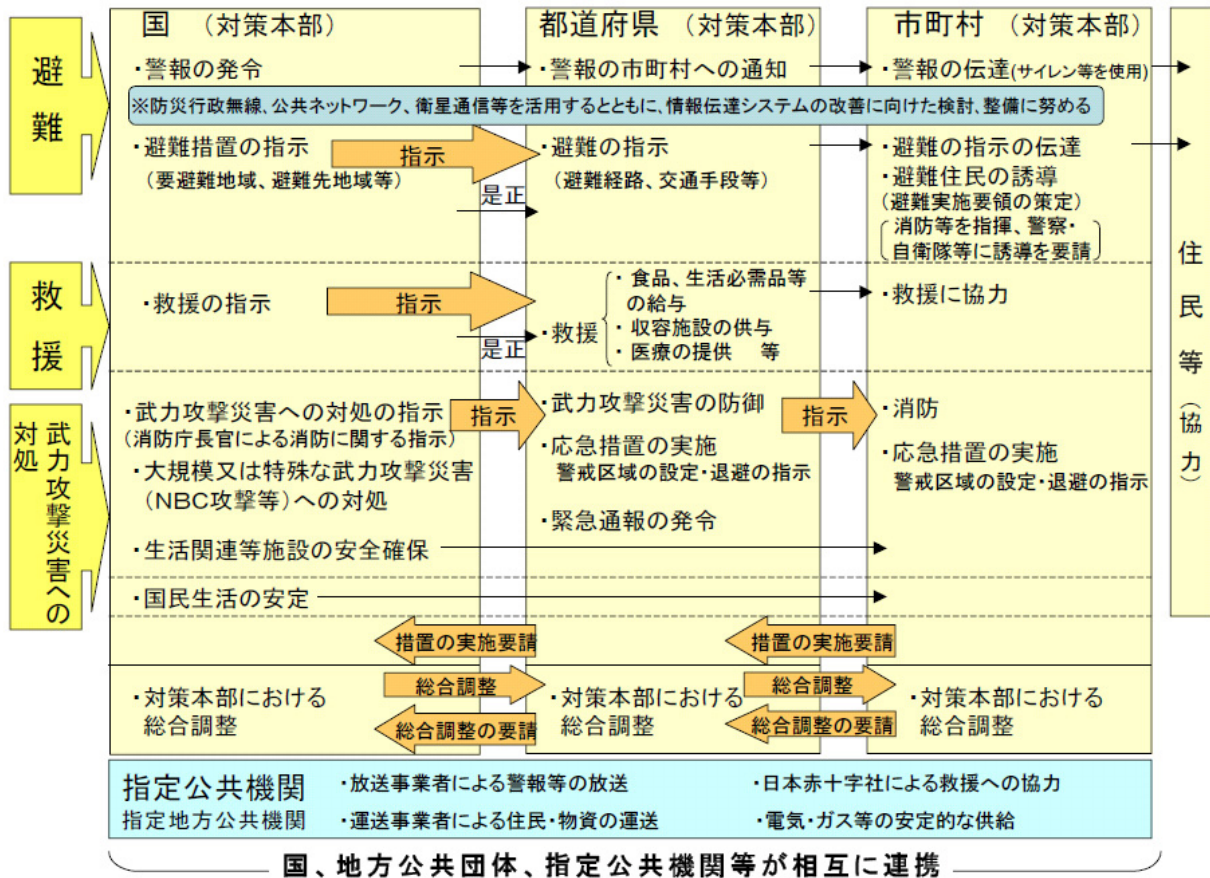 避難
国 （対策本部）
都道府県 （対策本部）
市町村 （対策本部）
・警報の発令
・警報の市町村への通知
・警報の伝達(サイレン等を使用)
※防災行政無線、公共ネットワーク、衛星通信等を活用するとともに、情報伝達システムの改善に向けた検討、整備に努める
・避難措置の指示
（要避難地域、避難先地域等）
指示
是正
・避難の指示
（避難経路、交通手段等）
・避難の指示の伝達
・避難住民の誘導
（避難実施要領の策定）
消防等を指揮、警察・
自衛隊等に誘導を要請
救援
・救援の指示
指示
是正
・救援
・食品、生活必需品等
の給与
・収容施設の供与
・医療の提供 等
・救援に協力
武力攻撃災害への
対処
・武力攻撃災害への対処の指示
（消防庁長官による消防に関する指示）
・大規模又は特殊な武力攻撃災害
（NBC攻撃等）への対処
指示
・武力攻撃災害の防御
・応急措置の実施
警戒区域の設定・退避の指示
・緊急通報の発令
指示
・消防
・応急措置の実施
警戒区域の設定・退避の指示
・生活関連等施設の安全確保
・国民生活の安定
措置の実施要請
措置の実施要請
・対策本部における
総合調整
総合調整
総合調整の要請
・対策本部における
総合調整
総合調整
総合調整の要請
・対策本部における
総合調整
住民等（協力）
指定公共機関
指定地方公共機関
・放送事業者による警報等の放送
・日本赤十字社による救援への協力
・運送事業者による住民・物資の運送
・電気・ガス等の安定的な供給
国、地方公共団体、指定公共機関等が相互に連携